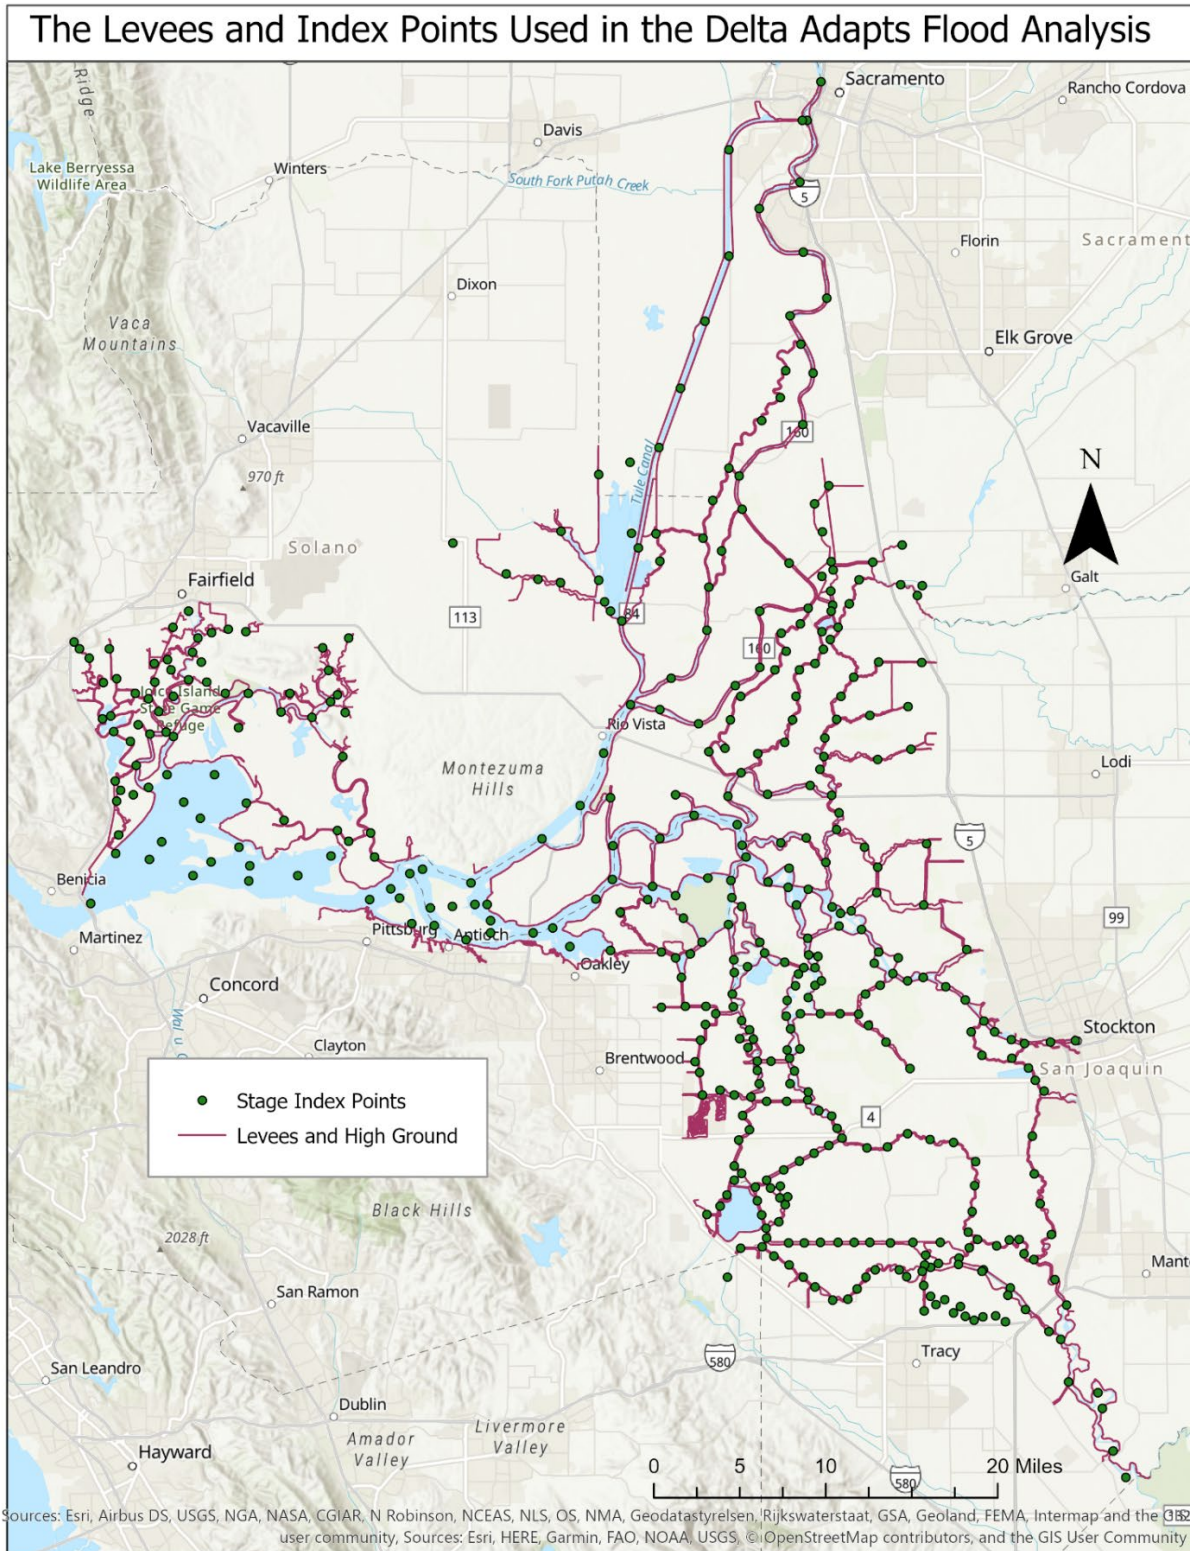 The Levees and Index Points Used in the Delta Adapts Flood Analysis
Ridge
Sacramento
Rancho Cordova
Davis
Lake Berryessa
Wildlife Area
Winters
South Fork Putah Creek
5
Florin
Sacrament
Dixon
Vaca
Mountains
Elk Grove
Vacaville
160
970 ft
Tule Canal
N
Solano
Fairfield
Galt
113
84
160
Joice Island
State Game
Refuge
Rio Vista
Montezuma
Hills
Lodi
5
Benicia
99
Martinez
Pittsburg
Antioch
Oakley
Concord
Stockton
Clayton
Brentwood
San Joaquin
Stage Index Points
Levees and High Ground
4
Black Hills
2028 ft
Mant
San Ramon
580
Tracy
San Leandro
Dublin
Livermore
Valley
Amador
Valley
Hayward
0 5 10 20 Miles
580
Sources: Esri, Airbus DS, USGS, NGA, NASA, CGIAR, N Robinson, NCEAS, NLS, OS, NMA, Geodatastyrelsen, Rijkswaterstaat, GSA, Geoland, FEMA, Intermap and the GIS
user community, Sources: Esri, HERE, Garmin, FAO, NOAA, USGS, © OpenStreetMap contributors, and the GIS User Community